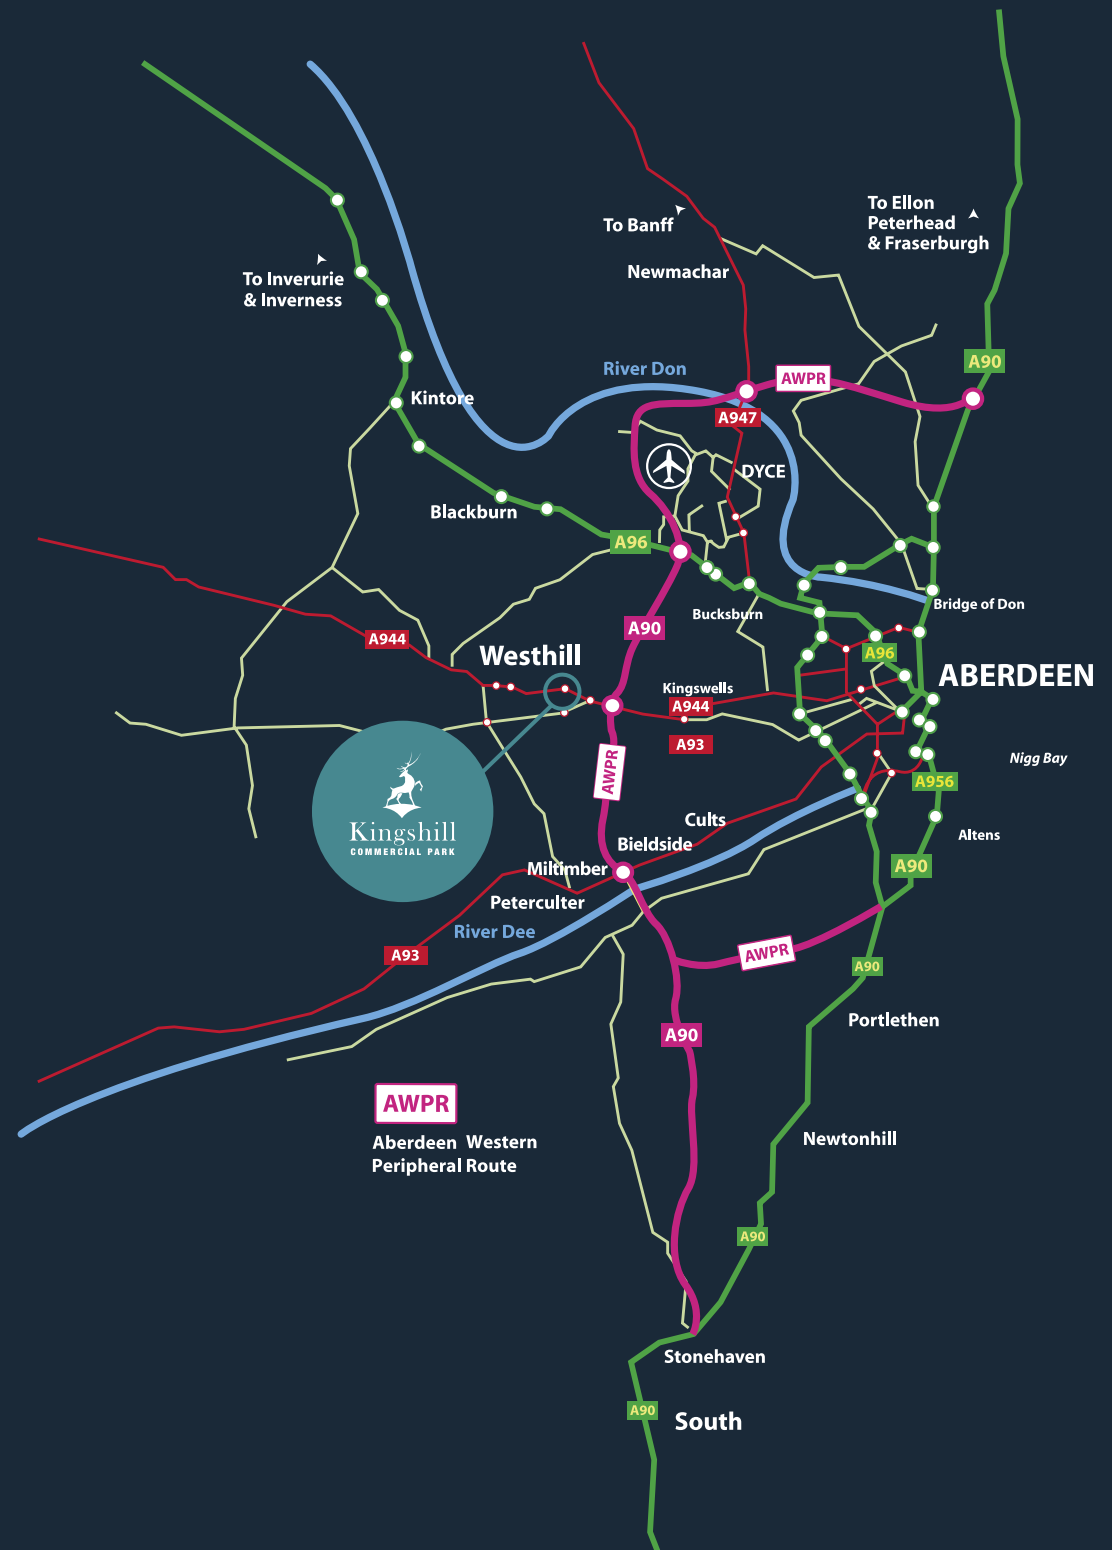 To Ellon
Peterhead
& Fraserburgh
To Banff
Newmachar
To Inverurie
& Inverness
A90
River Don
AWPR
Kintore
A947
DYCE
Blackburn
A96
Bridge of Don
Bucksburn
A90
A944
Westhill
A96
ABERDEEN
Kingswells
A944
A93
AWPR
Nigg Bay
A956
Kingshill
COMMERCIAL PARK
Cults
Altens
Bieldside
Miltimber
A90
Peterculter
River Dee
A93
AWPR
A90
Portlethen
A90
AWPR
Aberdeen Western
Peripheral Route
Newtonhill
A90
Stonehaven
A90
South